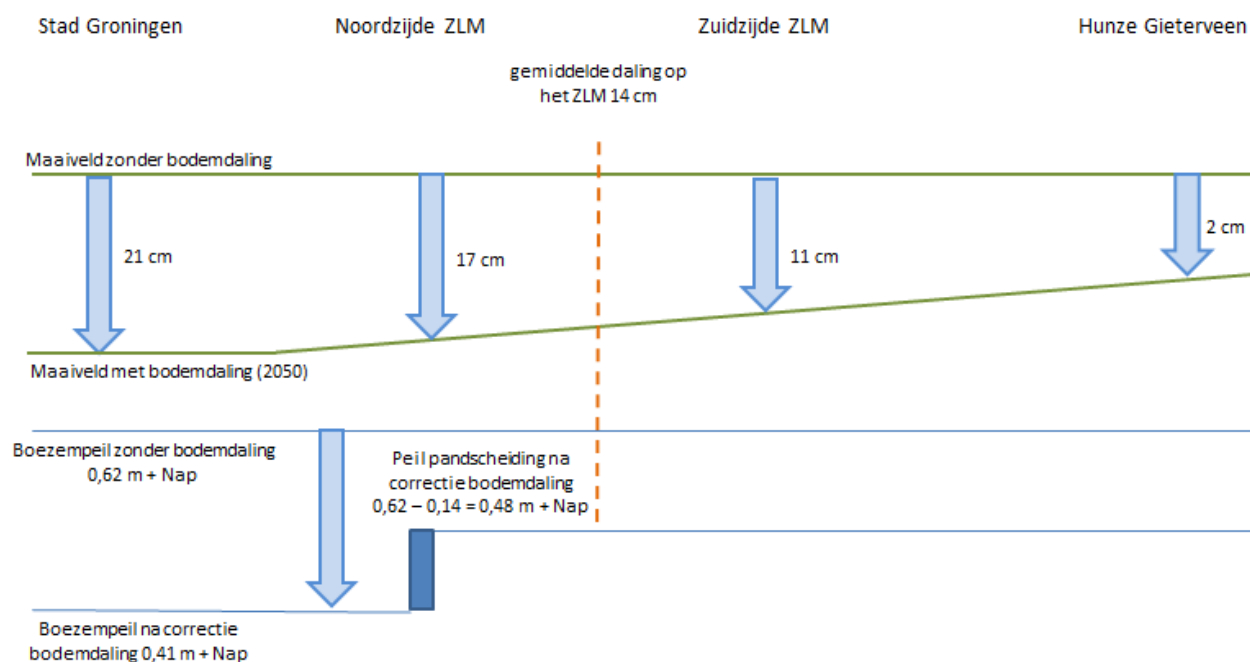 Stad Groningen
Noordzijde ZLM
Zuidzijde ZLM
Hunze Gieterveen
gemiddelde daling op
het ZLM 14 cm
Maaiveld zonder bodemdaling
21 cm
17 cm
11 cm
2 cm
Maaiveld met bodemdaling (2050)
Boezempeil zonder bodemdaling
0,62 m + Nap
Peil pandscheiding na
correctie bodemdaling
0,62 – 0,14 = 0,48 m + Nap
Boezempeil na correctie
bodemdaling 0,41 m + Nap